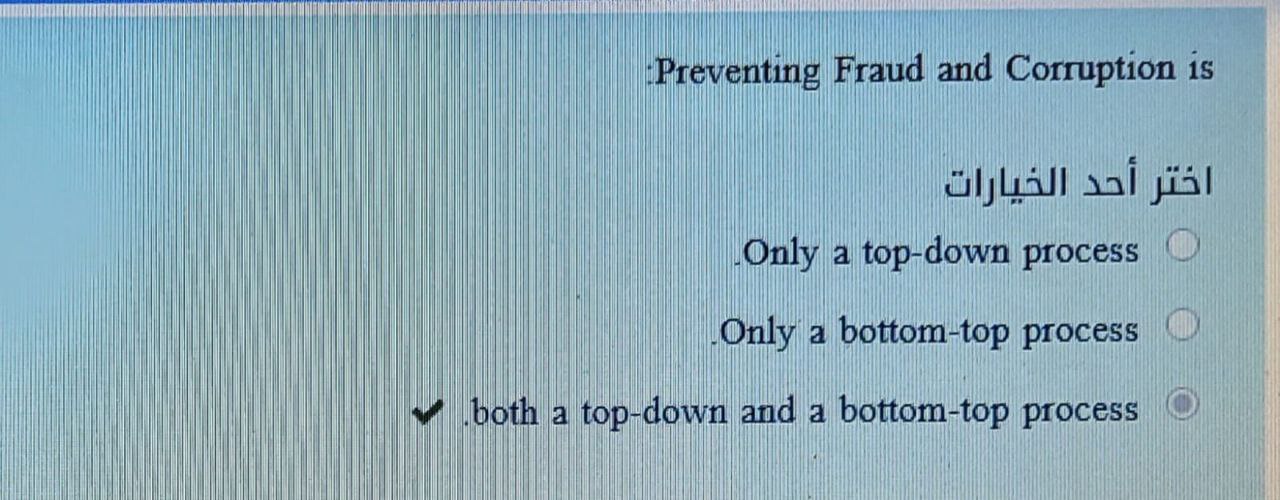 Preventing Fraud and Corruption is:
اختر أحد الخيارات
Only a top-down process.
Only a bottom-top process.
both a top-down and a bottom-top process. ✔